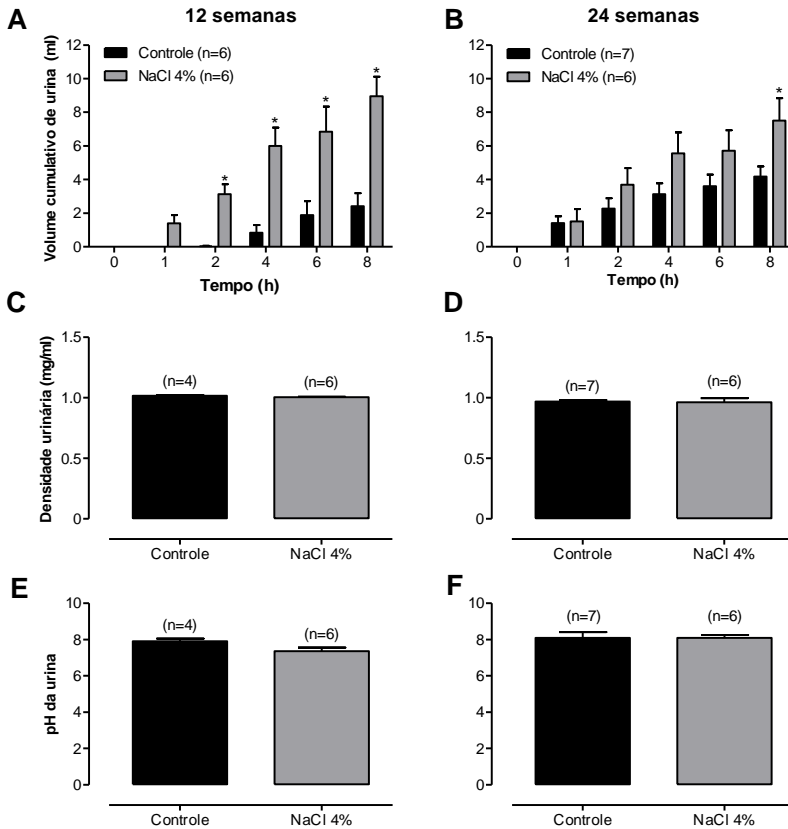 A
12 semanas
Volume cumulativo de urina (ml)
Controle (n=6)
NaCl 4% (n=6)
12
10
8
6
4
2
0
*
*
*
*
0 1 2 4 6 8
Tempo (h)
B
24 semanas
Controle (n=7)
NaCl 4% (n=6)
12
10
8
6
4
2
0
*
0 1 2 4 6 8
Tempo (h)
C
Densidade urinária (mg/ml)
1.5
1.0
0.5
0
(n=4)
(n=6)
Controle NaCl 4%
D
1.5
1.0
0.5
0
(n=7)
(n=6)
Controle NaCl 4%
E
pH da urina
10
8
6
4
2
0
(n=4)
(n=6)
Controle NaCl 4%
F
10
8
6
4
2
0
(n=7)
(n=6)
Controle NaCl 4%